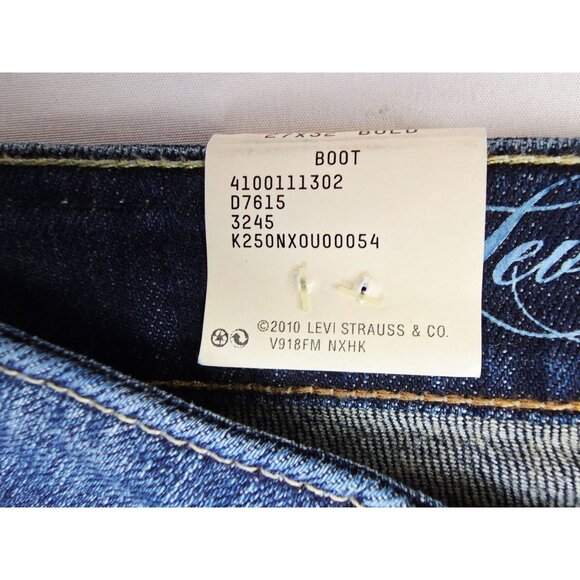 BOOT
4100111302
D7615
3245
K250NX0U00054
©2010 LEVI STRAUSS & CO.
V918FM NXHK